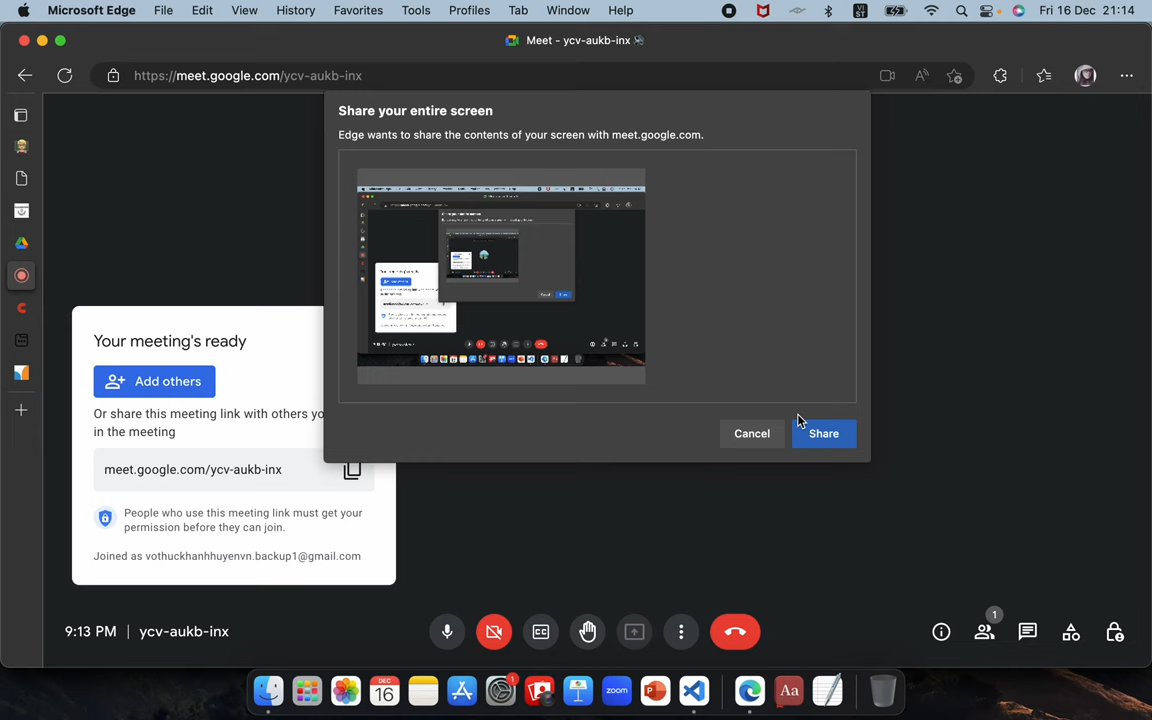 Microsoft Edge File Edit View History Favorites Tools Profiles Tab Window Help VI ST Fri 16 Dec 21:14
Meet - ycv-aukb-inx
https://meet.google.com/ycv-aukb-inx
Share your entire screen
Edge wants to share the contents of your screen with meet.google.com.
Cancel Share
Your meeting's ready
Add others
Or share this meeting link with others yo
in the meeting
meet.google.com/ycv-aukb-inx
People who use this meeting link must get your
permission before they can join.
Joined as vothuckhanhhuyenvn.backup1@gmail.com
9:13 PM | ycv-aukb-inx
1
DEC
16
1
zoom
Aa